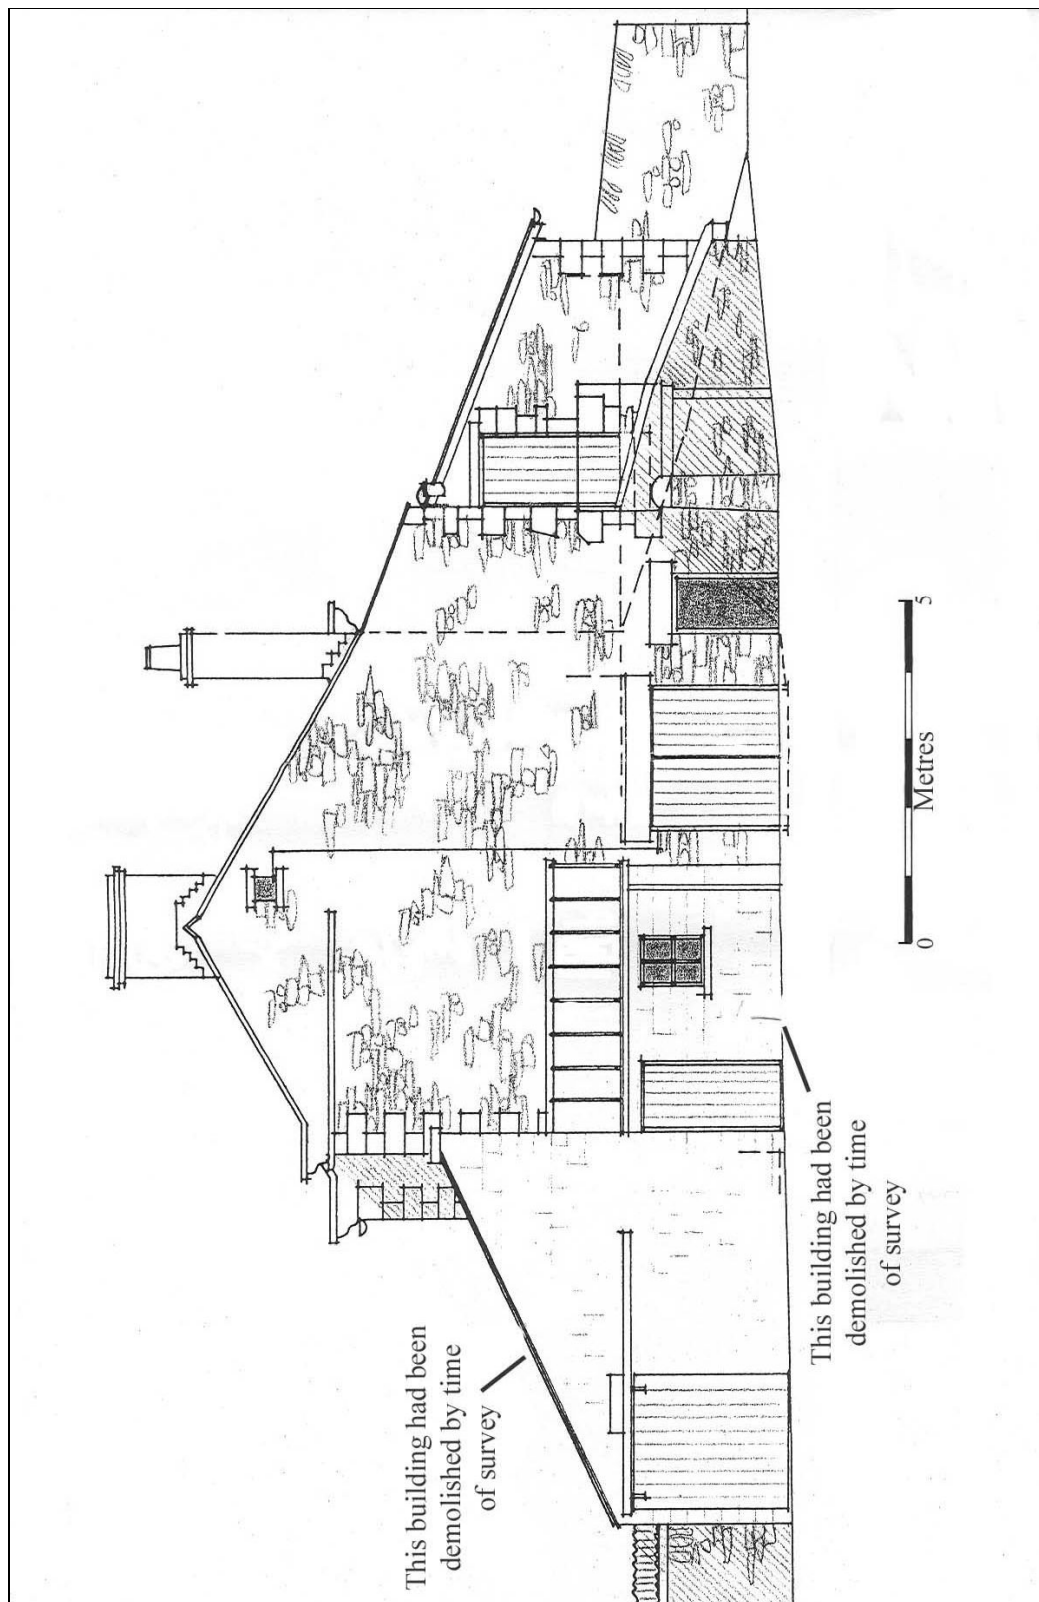 This building had been
demolished by time
of survey
This building had been
demolished by time
of survey
0
5
Metres